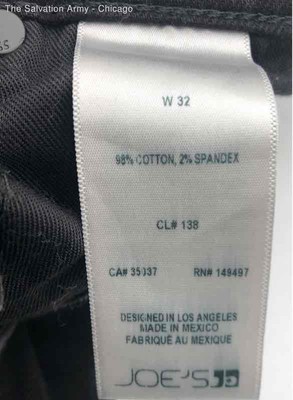 The Salvation Army - Chicago
W 32
98% COTTON, 2% SPANDEX
CL# 138
CA# 35037 RN# 149497
DESIGNED IN LOS ANGELES
MADE IN MEXICO
FABRIQUÉ AU MEXIQUE
JOE'S